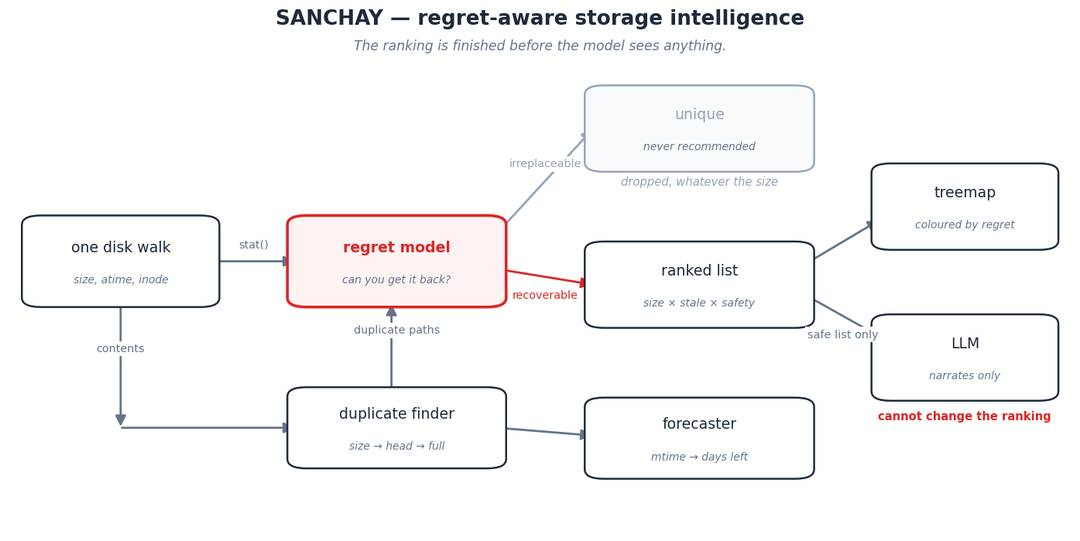 SANCHAY — regret-aware storage intelligence
The ranking is finished before the model sees anything.
unique
never recommended
irreplaceable
dropped, whatever the size
treemap
coloured by regret
one disk walk
size, atime, inode
stat()
regret model
can you get it back?
recoverable
ranked list
size × stale × safety
safe list only
LLM
narrates only
cannot change the ranking
contents
duplicate paths
duplicate finder
size → head → full
forecaster
mtime → days left